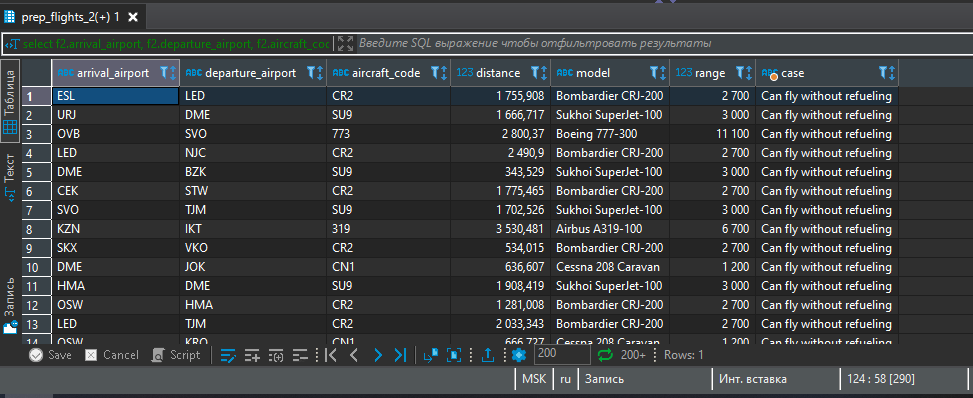 prep_flights_2(+) 1
select f2.arrival_airport, f2.departure_airport, f2.aircraft_coc Введите SQL выражение чтобы отфильтровать результаты
Таблица
Текст
Запись
ABC arrival_airport ABC departure_airport ABC aircraft_code 123 distance ABC model 123 range ABC case
1 ESL LED CR2 1 755,908 Bombardier CRJ-200 2 700 Can fly without refueling
2 URJ DME SU9 1 666,717 Sukhoi SuperJet-100 3 000 Can fly without refueling
3 OVB SVO 773 2 800,37 Boeing 777-300 11 100 Can fly without refueling
4 LED NJC CR2 2 490,9 Bombardier CRJ-200 2 700 Can fly without refueling
5 DME BZK SU9 343,529 Sukhoi SuperJet-100 3 000 Can fly without refueling
6 CEK STW CR2 1 775,465 Bombardier CRJ-200 2 700 Can fly without refueling
7 SVO TJM SU9 1 702,526 Sukhoi SuperJet-100 3 000 Can fly without refueling
8 KZN IKT 319 3 530,481 Airbus A319-100 6 700 Can fly without refueling
9 SKX VKO CR2 534,015 Bombardier CRJ-200 2 700 Can fly without refueling
10 DME JOK CN1 636,607 Cessna 208 Caravan 1 200 Can fly without refueling
11 HMA DME SU9 1 908,419 Sukhoi SuperJet-100 3 000 Can fly without refueling
12 OSW HMA CR2 1 281,008 Bombardier CRJ-200 2 700 Can fly without refueling
13 LED TJM CR2 2 033,343 Bombardier CRJ-200 2 700 Can fly without refueling
14 OSW KRO CN1 666,727 Cessna 208 Caravan 1 200 Can fly without refueling
Save Cancel Script 200 200+ Rows: 1
MSK ru Запись Инт. вставка 124 : 58 [290]